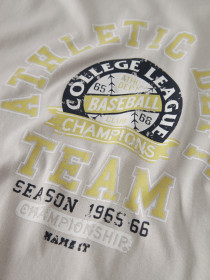 ATHLETIC
COLLEGE LEAGUE
65 66
BASEBALL
CHAMPIONS
TEAM
SEASON 1965 66
CHAMPIONSHIP
NAME IT